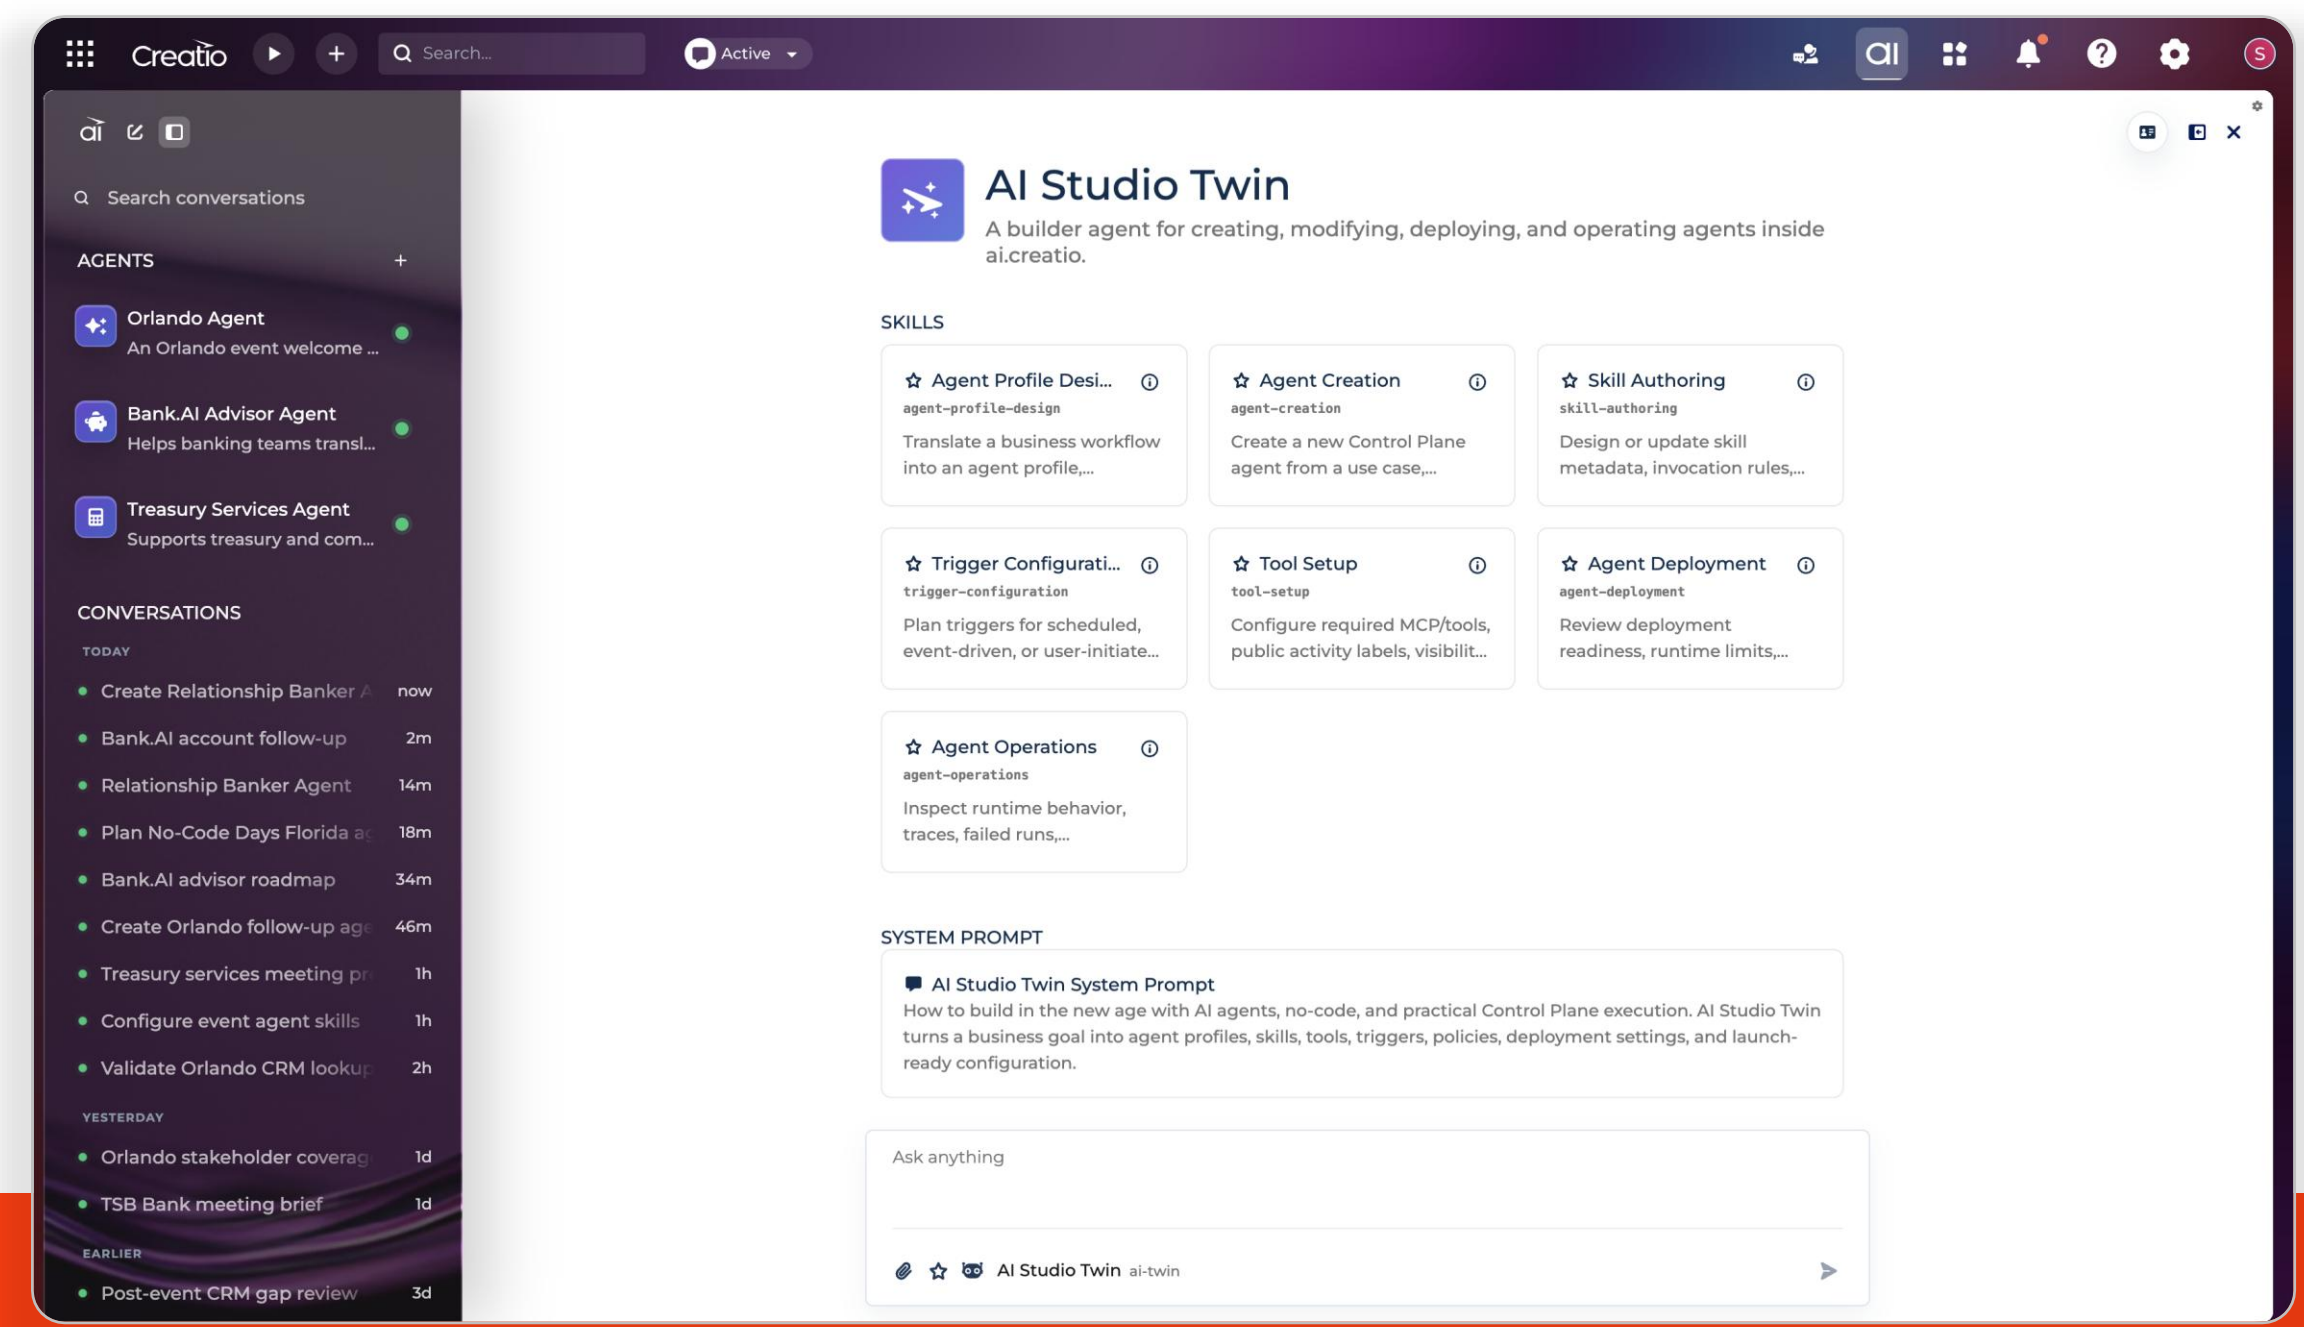 Creatio
Search...
Active
ai
S
ai
Search conversations
AGENTS
+
Orlando Agent
An Orlando event welcome ...
Bank.AI Advisor Agent
Helps banking teams transl...
Treasury Services Agent
Supports treasury and com...
CONVERSATIONS
TODAY
Create Relationship Banker A now
Bank.AI account follow-up 2m
Relationship Banker Agent 14m
Plan No-Code Days Florida ag 18m
Bank.AI advisor roadmap 34m
Create Orlando follow-up age 46m
Treasury services meeting pr 1h
Configure event agent skills 1h
Validate Orlando CRM lookup 2h
YESTERDAY
Orlando stakeholder coverag 1d
TSB Bank meeting brief 1d
EARLIER
Post-event CRM gap review 3d
AI Studio Twin
A builder agent for creating, modifying, deploying, and operating agents inside
ai.creatio.
SKILLS
Agent Profile Desi...
agent-profile-design
Translate a business workflow
into an agent profile,...
Agent Creation
agent-creation
Create a new Control Plane
agent from a use case,...
Skill Authoring
skill-authoring
Design or update skill
metadata, invocation rules,...
Trigger Configurati...
trigger-configuration
Plan triggers for scheduled,
event-driven, or user-initiate...
Tool Setup
tool-setup
Configure required MCP/tools,
public activity labels, visibilit...
Agent Deployment
agent-deployment
Review deployment
readiness, runtime limits,...
Agent Operations
agent-operations
Inspect runtime behavior,
traces, failed runs,...
SYSTEM PROMPT
AI Studio Twin System Prompt
How to build in the new age with AI agents, no-code, and practical Control Plane execution. AI Studio Twin
turns a business goal into agent profiles, skills, tools, triggers, policies, deployment settings, and launch-
ready configuration.
Ask anything
AI Studio Twin ai-twin